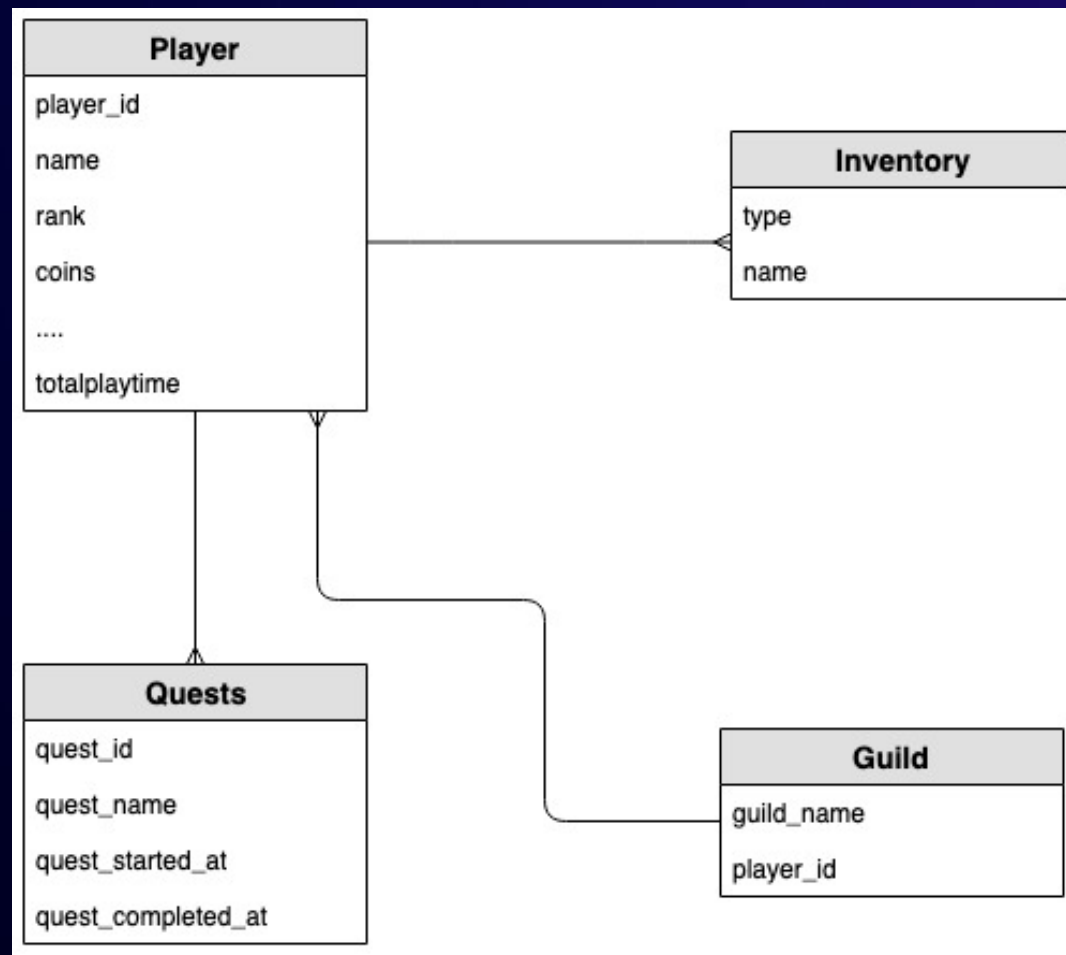 Player
player_id
name
rank
coins
....
totalplaytime
Inventory
type
name
Quests
quest_id
quest_name
quest_started_at
quest_completed_at
Guild
guild_name
player_id